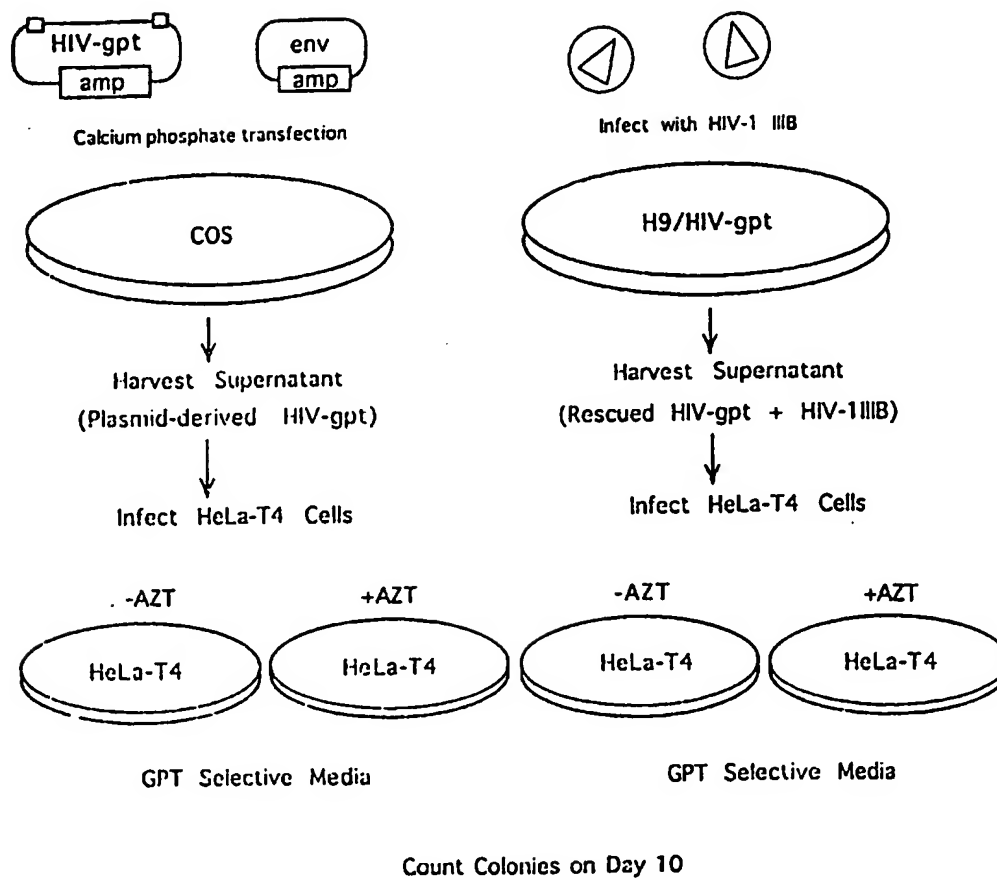 HIV-gpt
amp
env
amp
Calcium phosphate transfection
Infect with HIV-1 IIIB
COS
H9/HIV-gpt
Harvest Supernatant
(Plasmid-derived HIV-gpt)
Harvest Supernatant
(Rescued HIV-gpt + HIV-1IIIB)
Infect HeLa-T4 Cells
Infect HeLa-T4 Cells
-AZT
+AZT
-AZT
+AZT
HeLa-T4
HeLa-T4
HeLa-T4
HeLa-T4
GPT Selective Media
GPT Selective Media
Count Colonies on Day 10